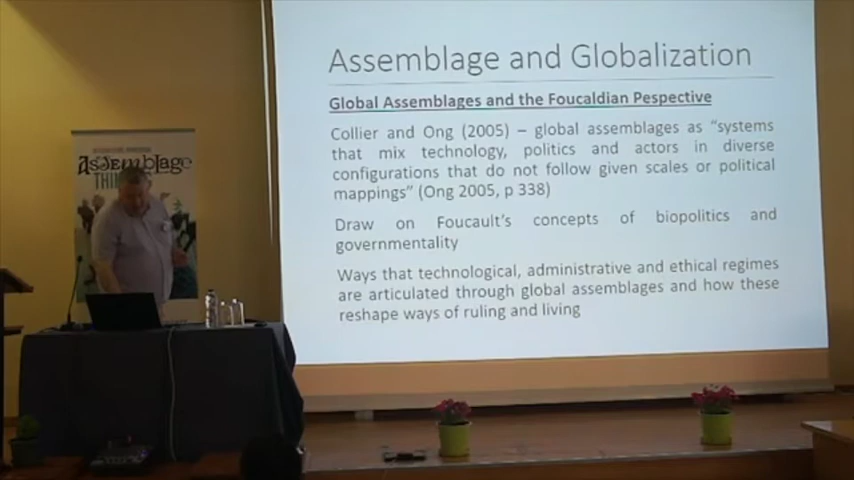 Assemblage and Globalization
Global Assemblages and the Foucaldian Pespective
Collier and Ong (2005) – global assemblages as “systems
that mix technology, politics and actors in diverse
configurations that do not follow given scales or political
mappings” (Ong 2005, p 338)
Draw on Foucault’s concepts of biopolitics and
governmentality
Ways that technological, administrative and ethical regimes
are articulated through global assemblages and how these
reshape ways of ruling and living
Assemblage